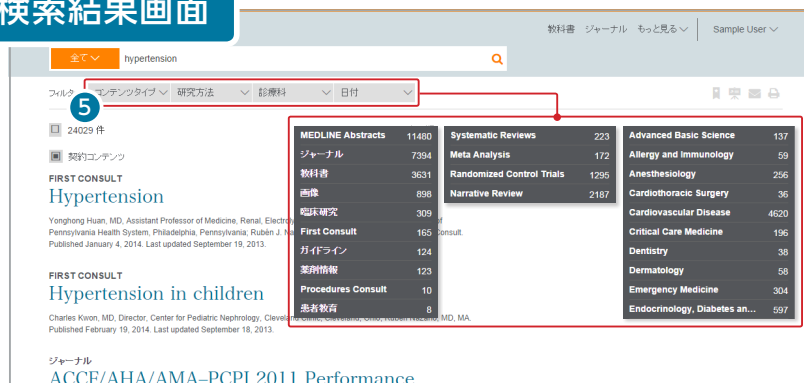 検索結果画面
教科書 ジャーナル もっと見る Sample User
全て hypertension
コンテンツタイプ 研究方法 診療科 日付
5
24029 件
契約コンテンツ
MEDLINE Abstracts 11480
ジャーナル 7394
教科書 3631
画像 898
臨床研究 309
First Consult 165
ガイドライン 124
薬剤情報 123
Procedures Consult 10
患者教育 8
Systematic Reviews 223
Meta Analysis 172
Randomized Control Trials 1295
Narrative Review 2187
Advanced Basic Science 137
Allergy and Immunology 59
Anesthesiology 256
Cardiothoracic Surgery 36
Cardiovascular Disease 4620
Critical Care Medicine 196
Dentistry 38
Dermatology 58
Emergency Medicine 304
Endocrinology, Diabetes an... 597
FIRST CONSULT
Hypertension
Yonghong Huan, MD, Assistant Professor of Medicine, Renal, of
Pennsylvania Health System, Philadelphia, Pennsylvania; Rubén J. Consult.
Published January 4, 2014. Last updated September 19, 2013.
FIRST CONSULT
Hypertension in children
Charles Kwon, MD, Director, Center for Pediatric Nephrology, Cleveland Clinic, Cleveland, Ohio; Rubén Nazario, MD, MA.
Published February 19, 2014. Last updated September 18, 2013.
ジャーナル
ACCF/AHA/AMA–PCPI 2011 Performance